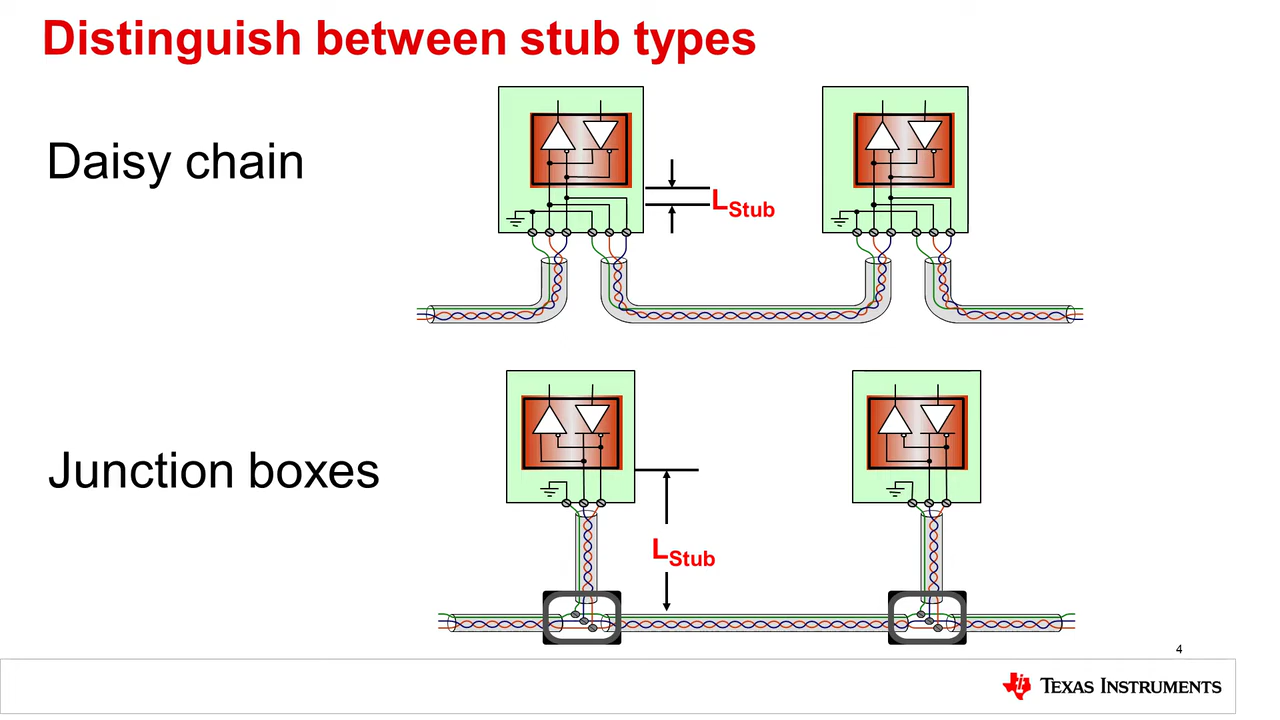 Distinguish between stub types
Daisy chain
LStub
Junction boxes
LStub
4
TEXAS INSTRUMENTS